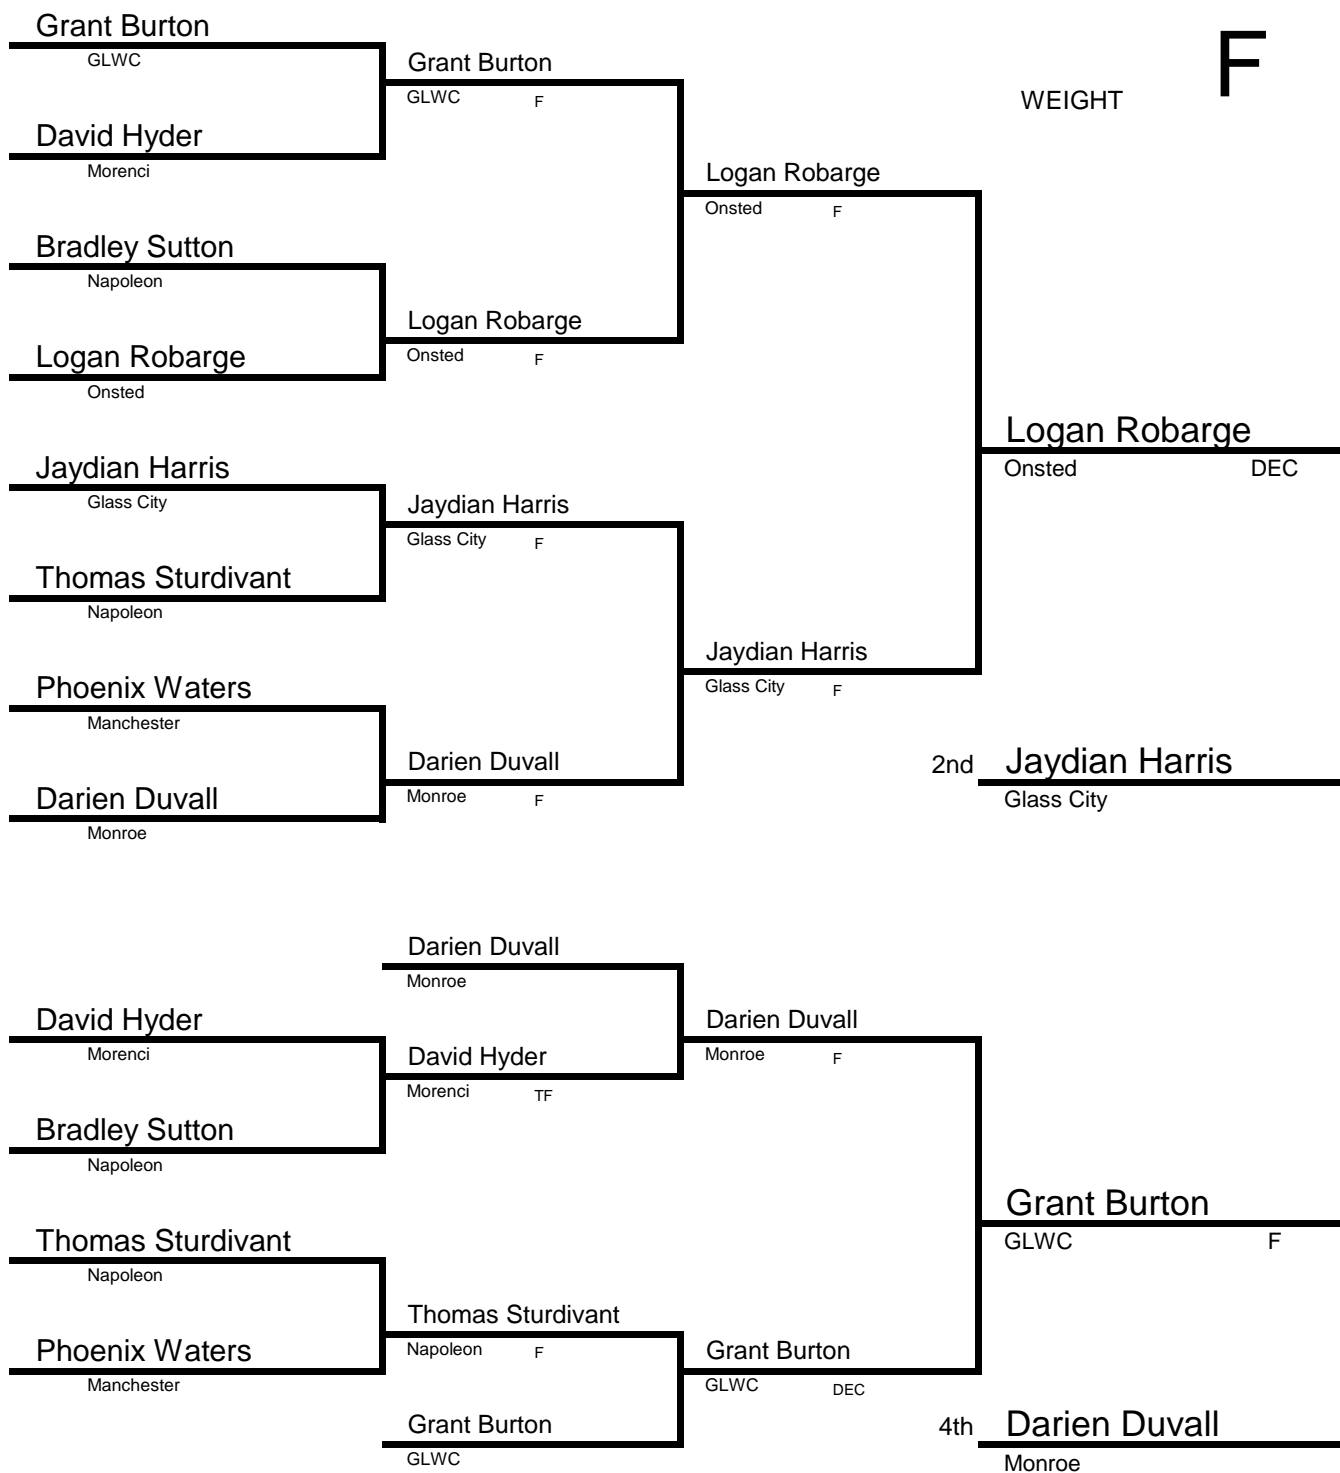 Grant Burton
GLWC
Grant Burton
GLWC F
F
WEIGHT
David Hyder
Morenci
Logan Robarge
Onsted F
Bradley Sutton
Napoleon
Logan Robarge
Onsted F
Logan Robarge
Onsted
Logan Robarge
Onsted DEC
Jaydian Harris
Glass City
Jaydian Harris
Glass City F
Thomas Sturdivant
Napoleon
Jaydian Harris
Glass City F
Phoenix Waters
Manchester
Darien Duvall
Monroe F
2nd Jaydian Harris
Glass City
Darien Duvall
Monroe
Darien Duvall
Monroe
David Hyder
Morenci
Darien Duvall
Monroe F
David Hyder
Morenci TF
Bradley Sutton
Napoleon
Grant Burton
GLWC F
Thomas Sturdivant
Napoleon
Thomas Sturdivant
Napoleon F
Phoenix Waters
Manchester
Grant Burton
GLWC DEC
Grant Burton
GLWC
4th Darien Duvall
Monroe